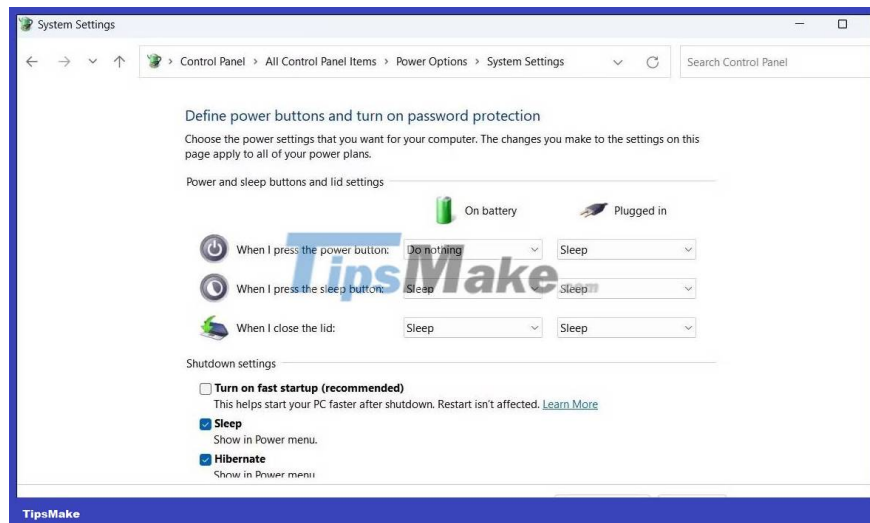 System Settings
Control Panel > All Control Panel Items > Power Options > System Settings
Search Control Panel
Define power buttons and turn on password protection
Choose the power settings that you want for your computer. The changes you make to the settings on this
page apply to all of your power plans.
Power and sleep buttons and lid settings
On battery
Plugged in
When I press the power button: Do nothing Sleep
When I press the sleep button: Sleep Sleep
TipsMake.com
When I close the lid: Sleep Sleep
Shutdown settings
Turn on fast startup (recommended)
This helps start your PC faster after shutdown. Restart isn't affected. Learn More
Sleep
Show in Power menu.
Hibernate
Show in Power menu
TipsMake